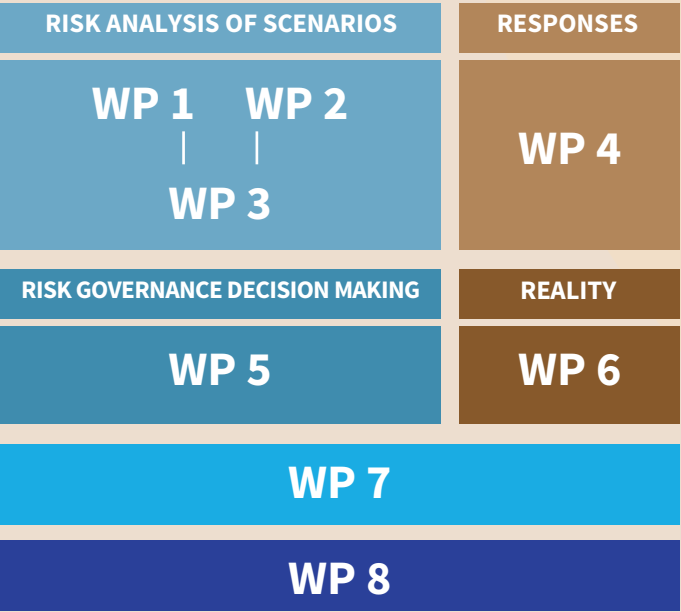 RISK ANALYSIS OF SCENARIOS
WP 1 WP 2
WP 3
RESPONSES
WP 4
RISK GOVERNANCE DECISION MAKING
WP 5
REALITY
WP 6
WP 7
WP 8